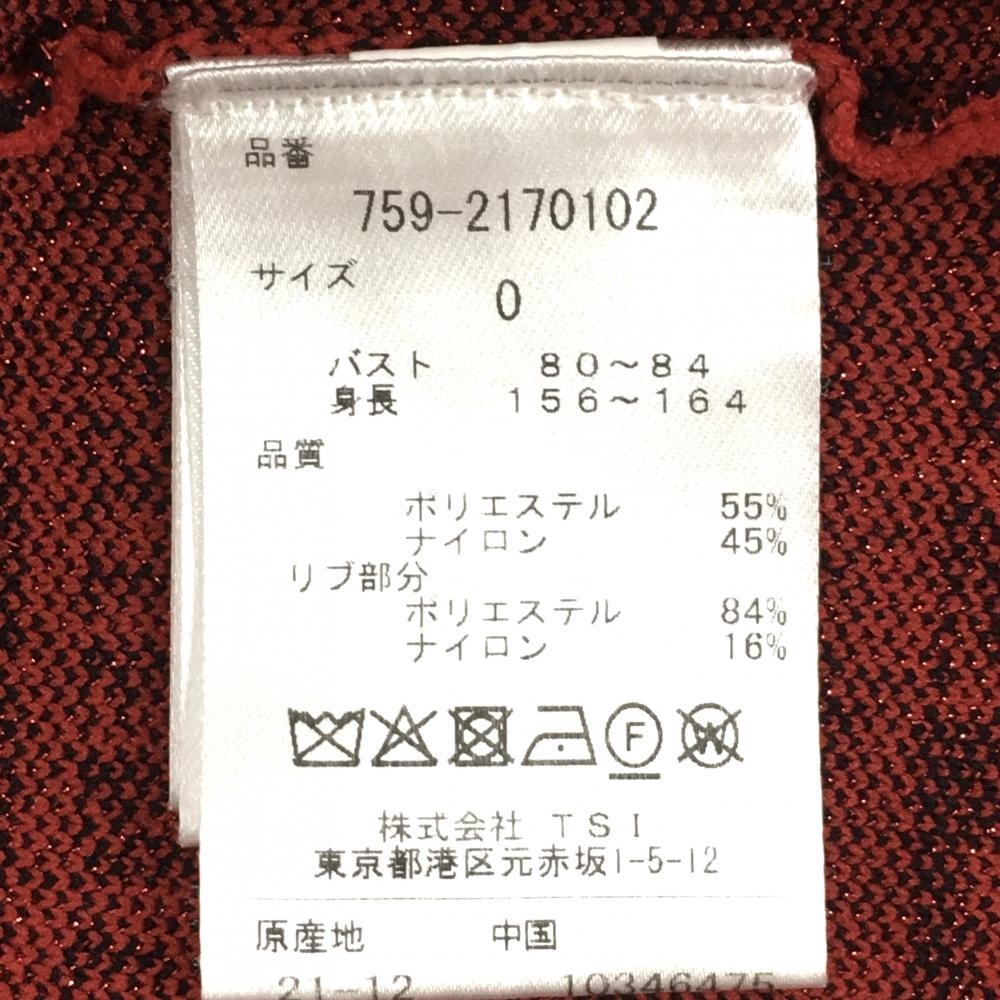 品番
759-2170102
サイズ
0
バスト 80～84
身長 156～164
品質
ポリエステル 55%
ナイロン 45%
リブ部分
ポリエステル 84%
ナイロン 16%
F W
株式会社 TSI
東京都港区元赤坂1-5-12
原産地 中国
21-12 10346475